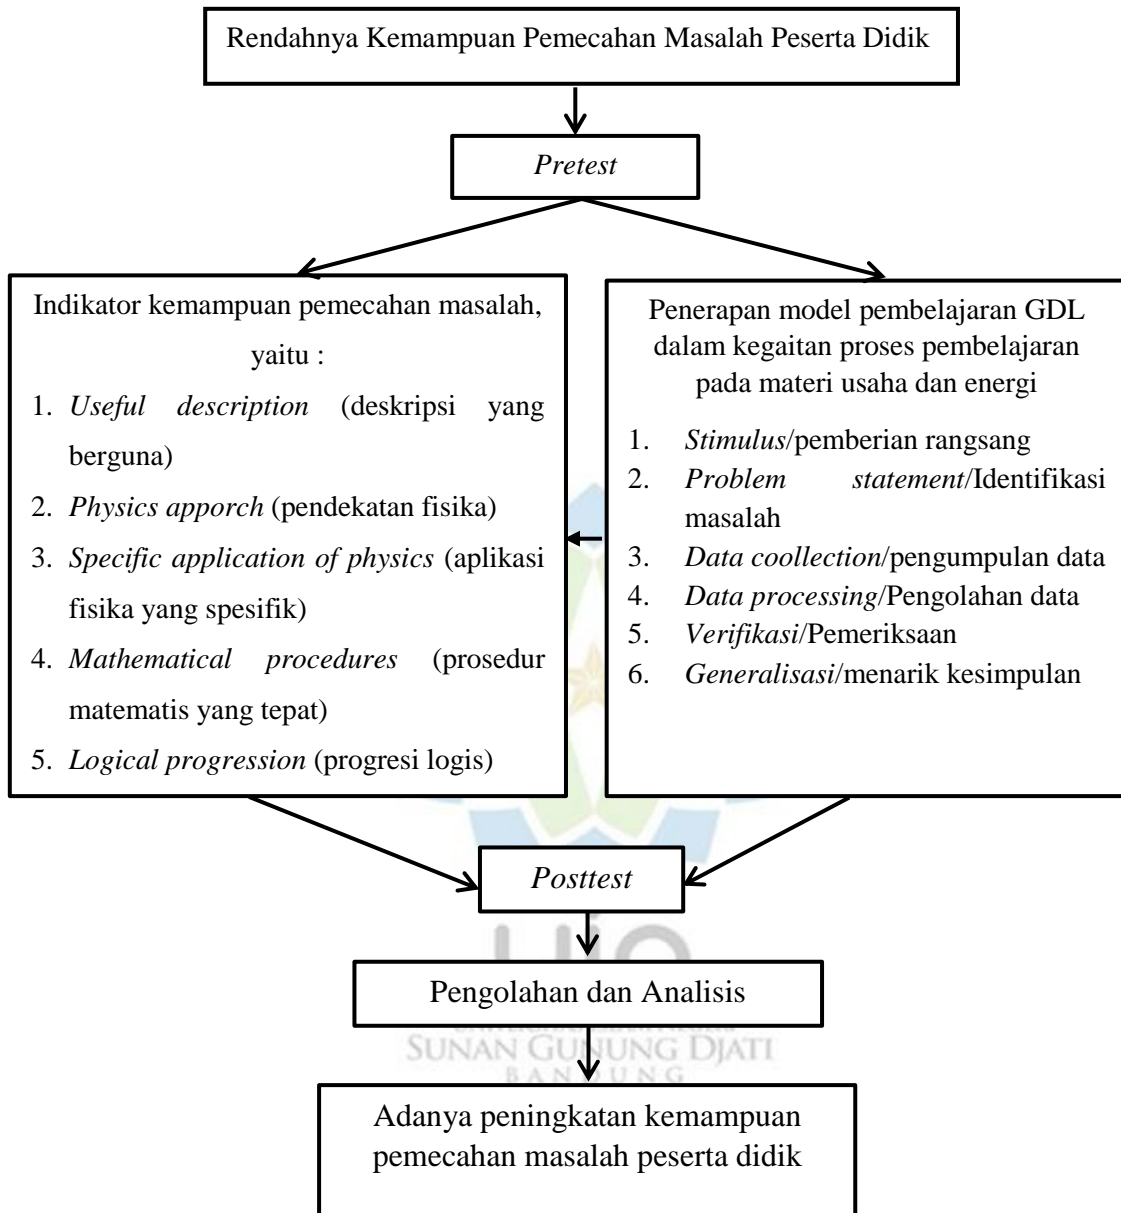 Rendahnya Kemampuan Pemecahan Masalah Peserta Didik
Pretest
Indikator kemampuan pemecahan masalah,
yaitu :
1. Useful description (deskripsi yang
berguna)
2. Physics apporch (pendekatan fisika)
3. Specific application of physics (aplikasi
fisika yang spesifik)
4. Mathematical procedures (prosedur
matematis yang tepat)
5. Logical progression (progresi logis)
Penerapan model pembelajaran GDL
dalam kegaitan proses pembelajaran
pada materi usaha dan energi
1. Stimulus/pemberian rangsang
2. Problem statement/Identifikasi
masalah
3. Data coollection/pengumpulan data
4. Data processing/Pengolahan data
5. Verifikasi/Pemeriksaan
6. Generalisasi/menarik kesimpulan
Posttest
Pengolahan dan Analisis
SUNAN GUNUNG DJATI
BANDUNG
Adanya peningkatan kemampuan
pemecahan masalah peserta didik